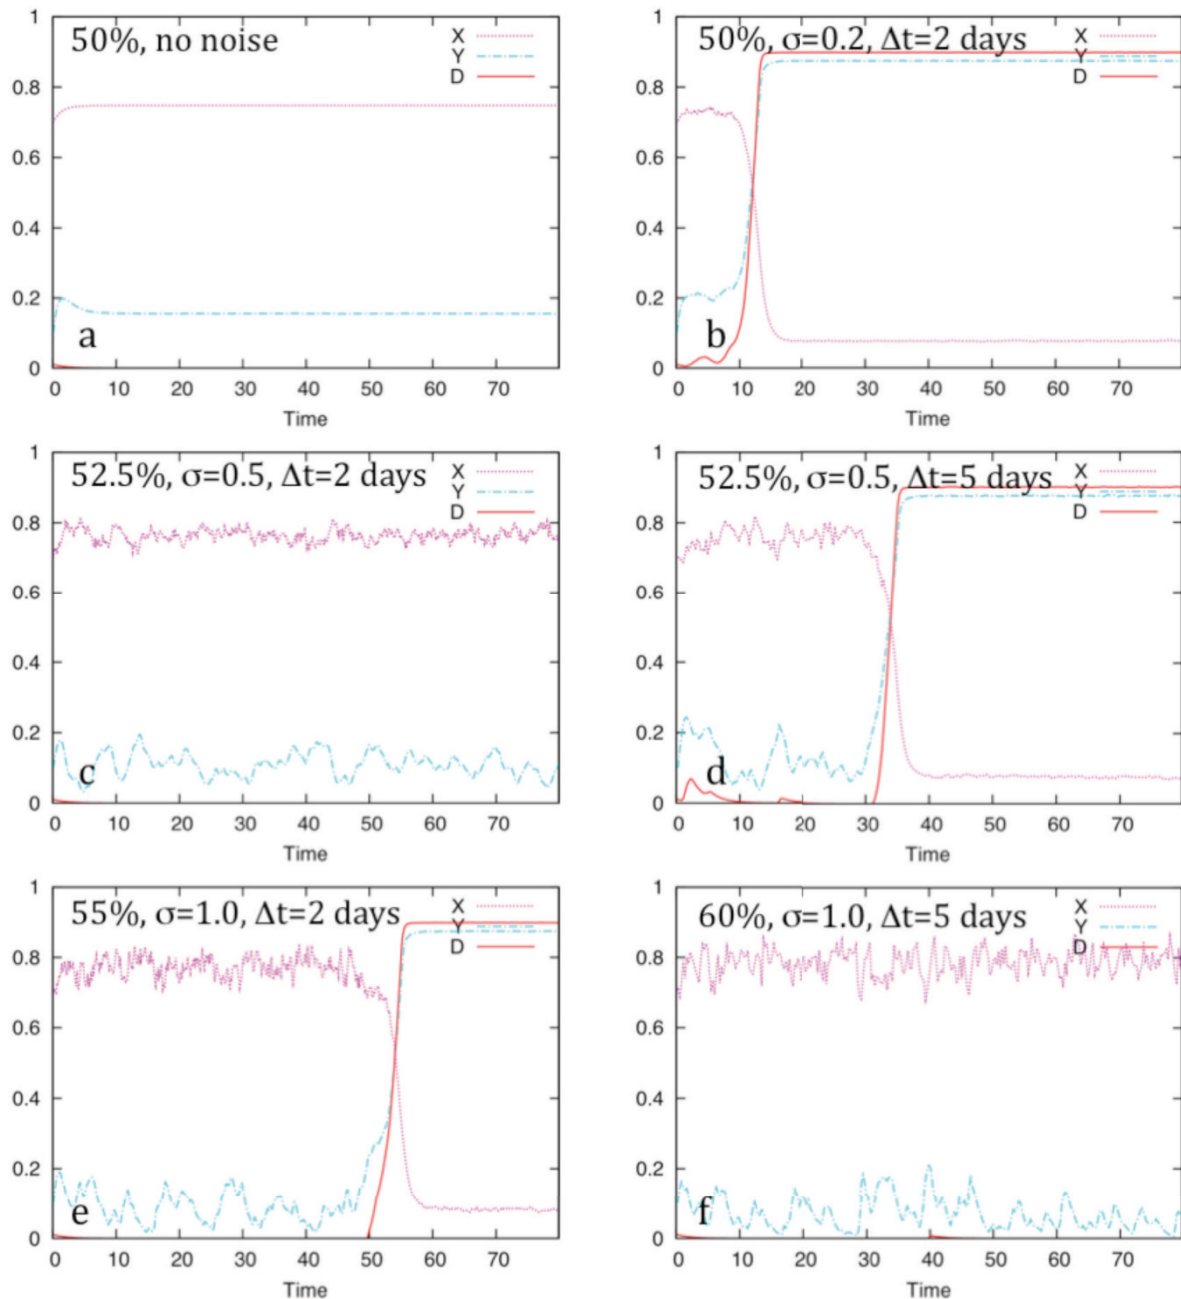 50%, no noise
X
Y
D
1
0.8
0.6
0.4
0.2
0
a
0 10 20 30 40 50 60 70
Time
50%, σ=0.2, Δt=2 days
X
Y
D
1
0.8
0.6
0.4
0.2
0
b
0 10 20 30 40 50 60 70
Time
52.5%, σ=0.5, Δt=2 days
X
Y
D
1
0.8
0.6
0.4
0.2
0
c
0 10 20 30 40 50 60 70
Time
52.5%, σ=0.5, Δt=5 days
X
Y
D
1
0.8
0.6
0.4
0.2
0
d
0 10 20 30 40 50 60 70
Time
55%, σ=1.0, Δt=2 days
X
Y
D
1
0.8
0.6
0.4
0.2
0
e
0 10 20 30 40 50 60 70
Time
60%, σ=1.0, Δt=5 days
X
Y
D
1
0.8
0.6
0.4
0.2
0
f
0 10 20 30 40 50 60 70
Time